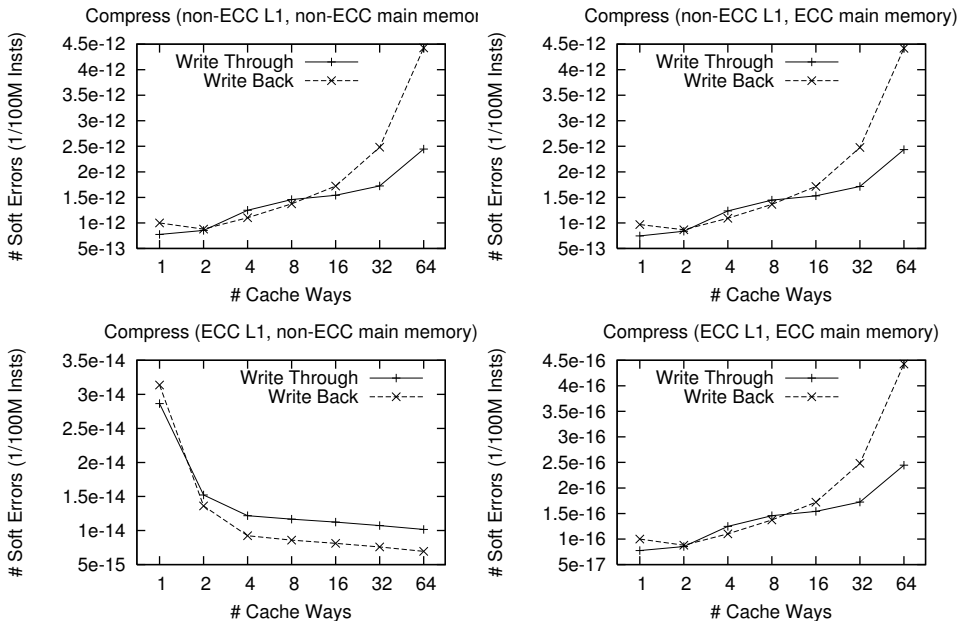 Compress (non-ECC L1, non-ECC main memor
# Soft Errors (1/100M Insts)
4.5e-12
4e-12
3.5e-12
3e-12
2.5e-12
2e-12
1.5e-12
1e-12
5e-13
Write Through
Write Back
1 2 4 8 16 32 64
# Cache Ways
Compress (non-ECC L1, ECC main memory)
# Soft Errors (1/100M Insts)
4.5e-12
4e-12
3.5e-12
3e-12
2.5e-12
2e-12
1.5e-12
1e-12
5e-13
Write Through
Write Back
1 2 4 8 16 32 64
# Cache Ways
Compress (ECC L1, non-ECC main memory)
# Soft Errors (1/100M Insts)
3.5e-14
3e-14
2.5e-14
2e-14
1.5e-14
1e-14
5e-15
Write Through
Write Back
1 2 4 8 16 32 64
# Cache Ways
Compress (ECC L1, ECC main memory)
# Soft Errors (1/100M Insts)
4.5e-16
4e-16
3.5e-16
3e-16
2.5e-16
2e-16
1.5e-16
1e-16
5e-17
Write Through
Write Back
1 2 4 8 16 32 64
# Cache Ways